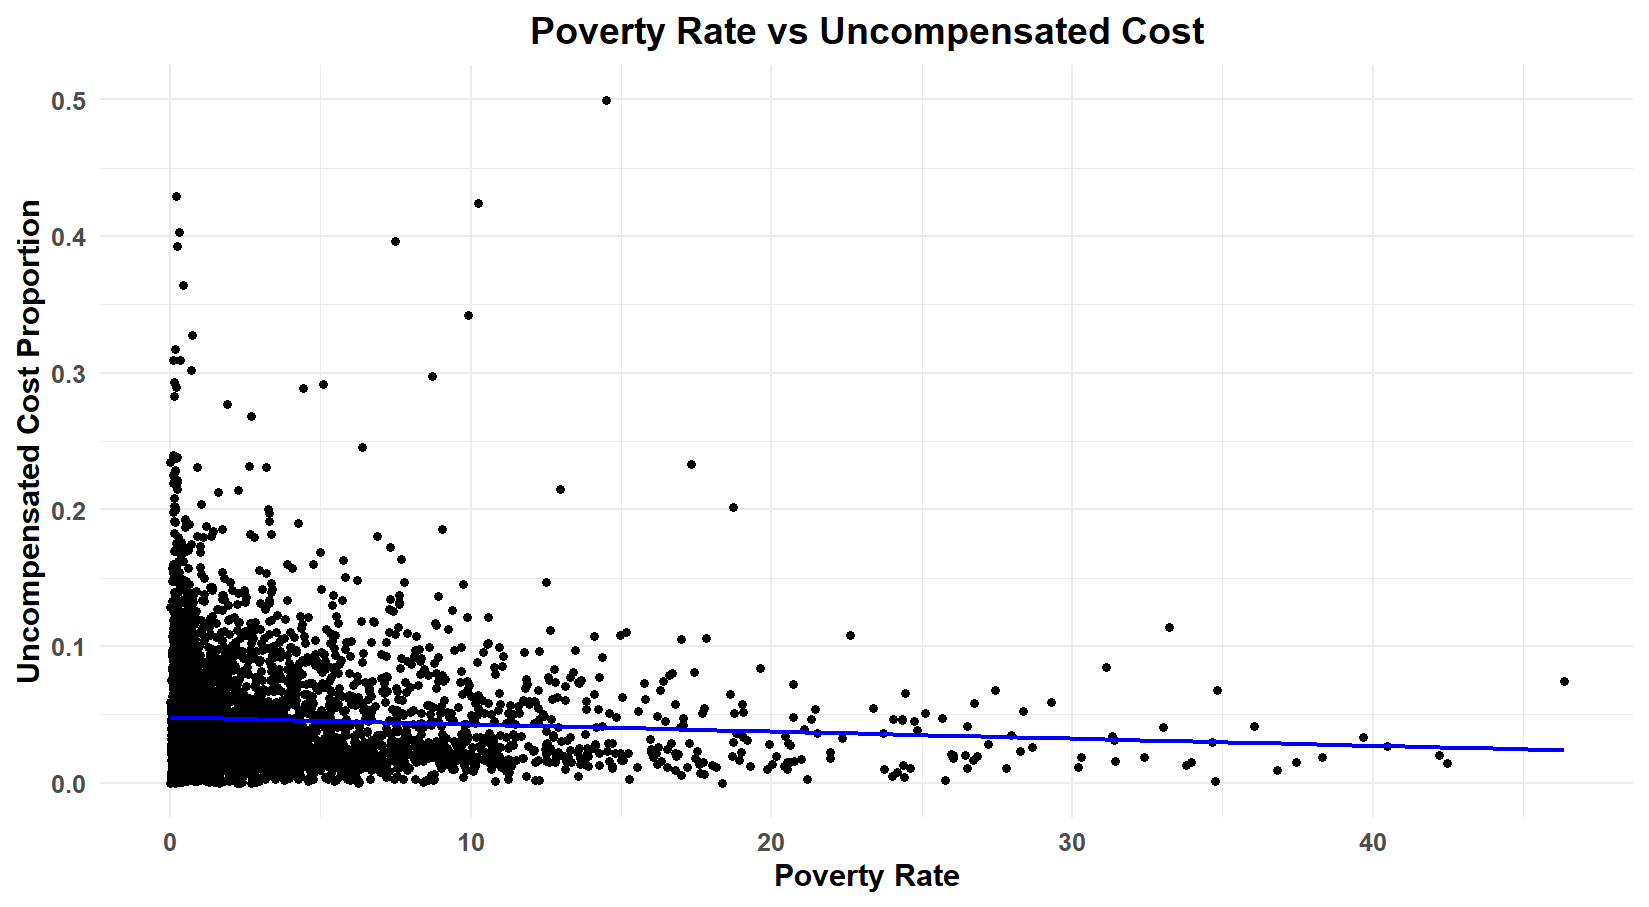 Poverty Rate vs Uncompensated Cost
Uncompensated Cost Proportion
0.5
0.4
0.3
0.2
0.1
0.0
0 10 20 30 40
Poverty Rate